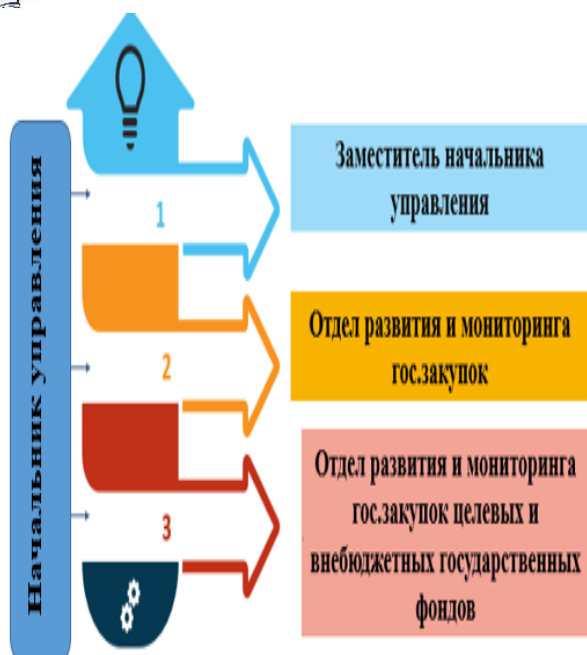 Начальник управления
1
Заместитель начальника
управления
2
Отдел развития и мониторинга
гос.закупок
3
Отдел развития и мониторинга
гос.закупок целевых и
внебюджетных государственных
фондов